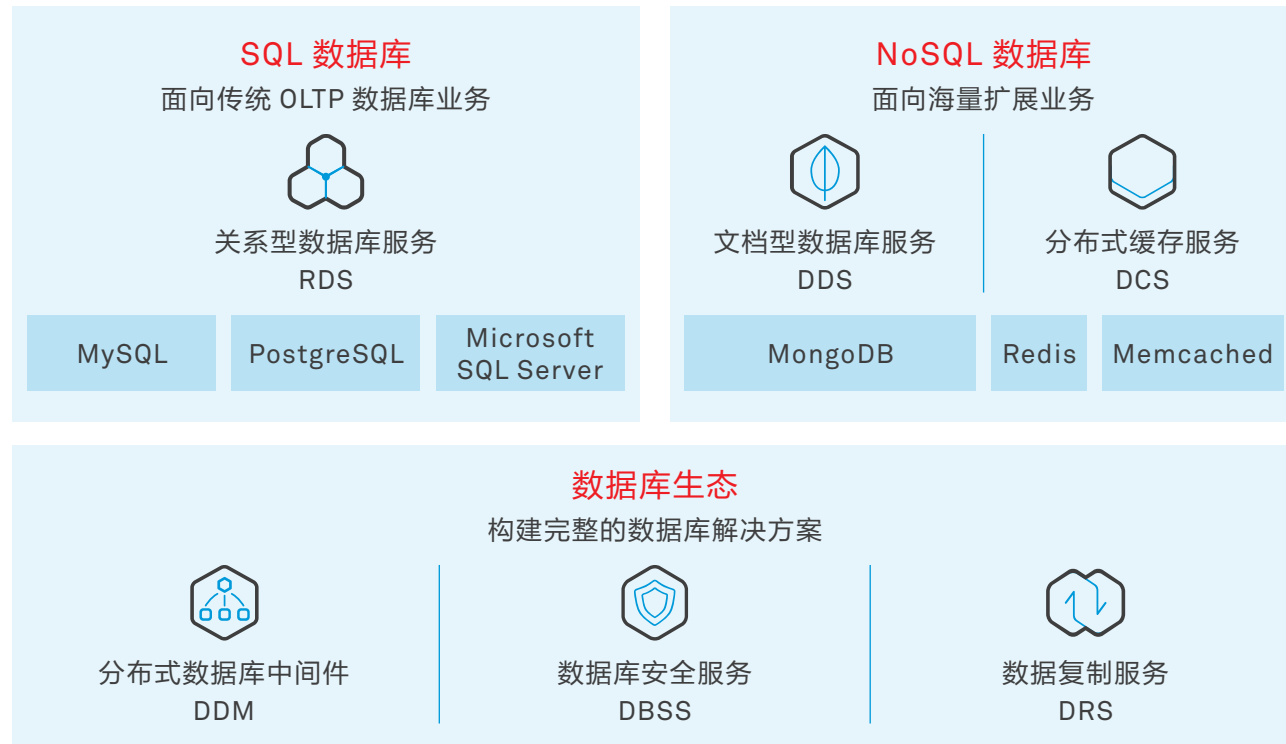 SQL 数据库
面向传统 OLTP 数据库业务
关系型数据库服务
RDS
MySQL
PostgreSQL
Microsoft
SQL Server
NoSQL 数据库
面向海量扩展业务
文档型数据库服务
DDS
分布式缓存服务
DCS
MongoDB
Redis
Memcached
数据库生态
构建完整的数据库解决方案
分布式数据库中间件
DDM
数据库安全服务
DBSS
数据复制服务
DRS